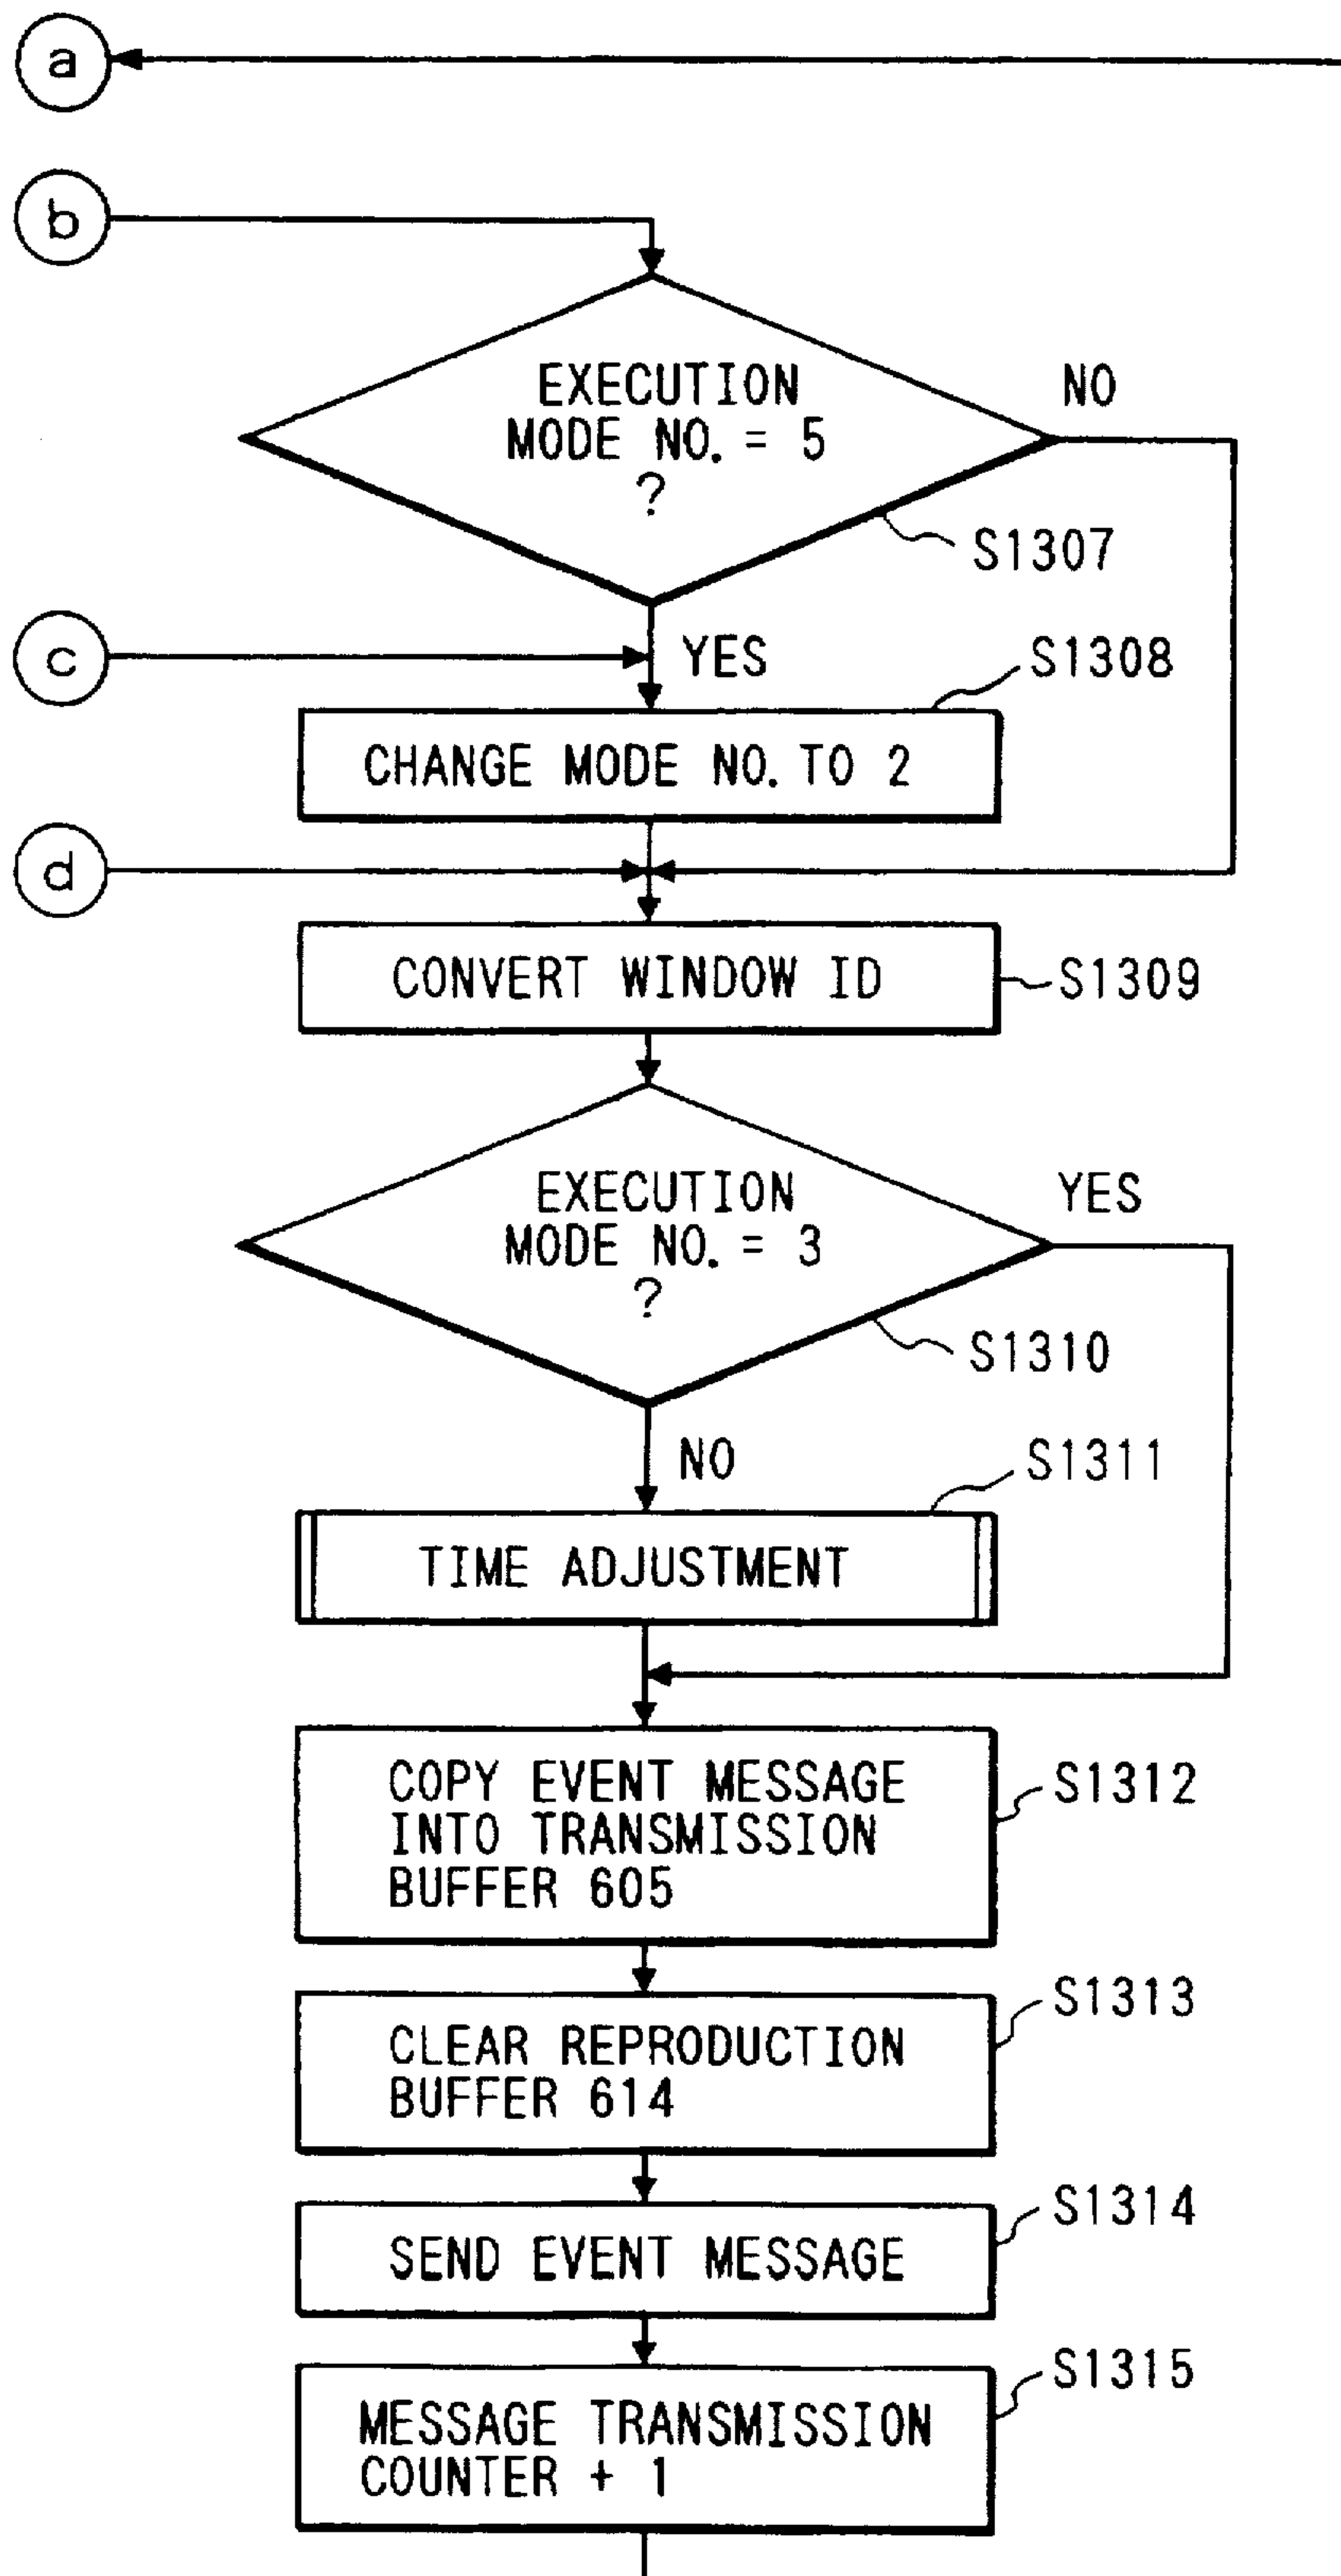 a
b
EXECUTION
MODE NO. = 5
?
NO
S1307
c
YES
S1308
CHANGE MODE NO. TO 2
d
CONVERT WINDOW ID
S1309
EXECUTION
MODE NO. = 3
?
YES
S1310
NO
S1311
TIME ADJUSTMENT
COPY EVENT MESSAGE
INTO TRANSMISSION
BUFFER 605
S1312
CLEAR REPRODUCTION
BUFFER 614
S1313
SEND EVENT MESSAGE
S1314
MESSAGE TRANSMISSION
COUNTER + 1
S1315